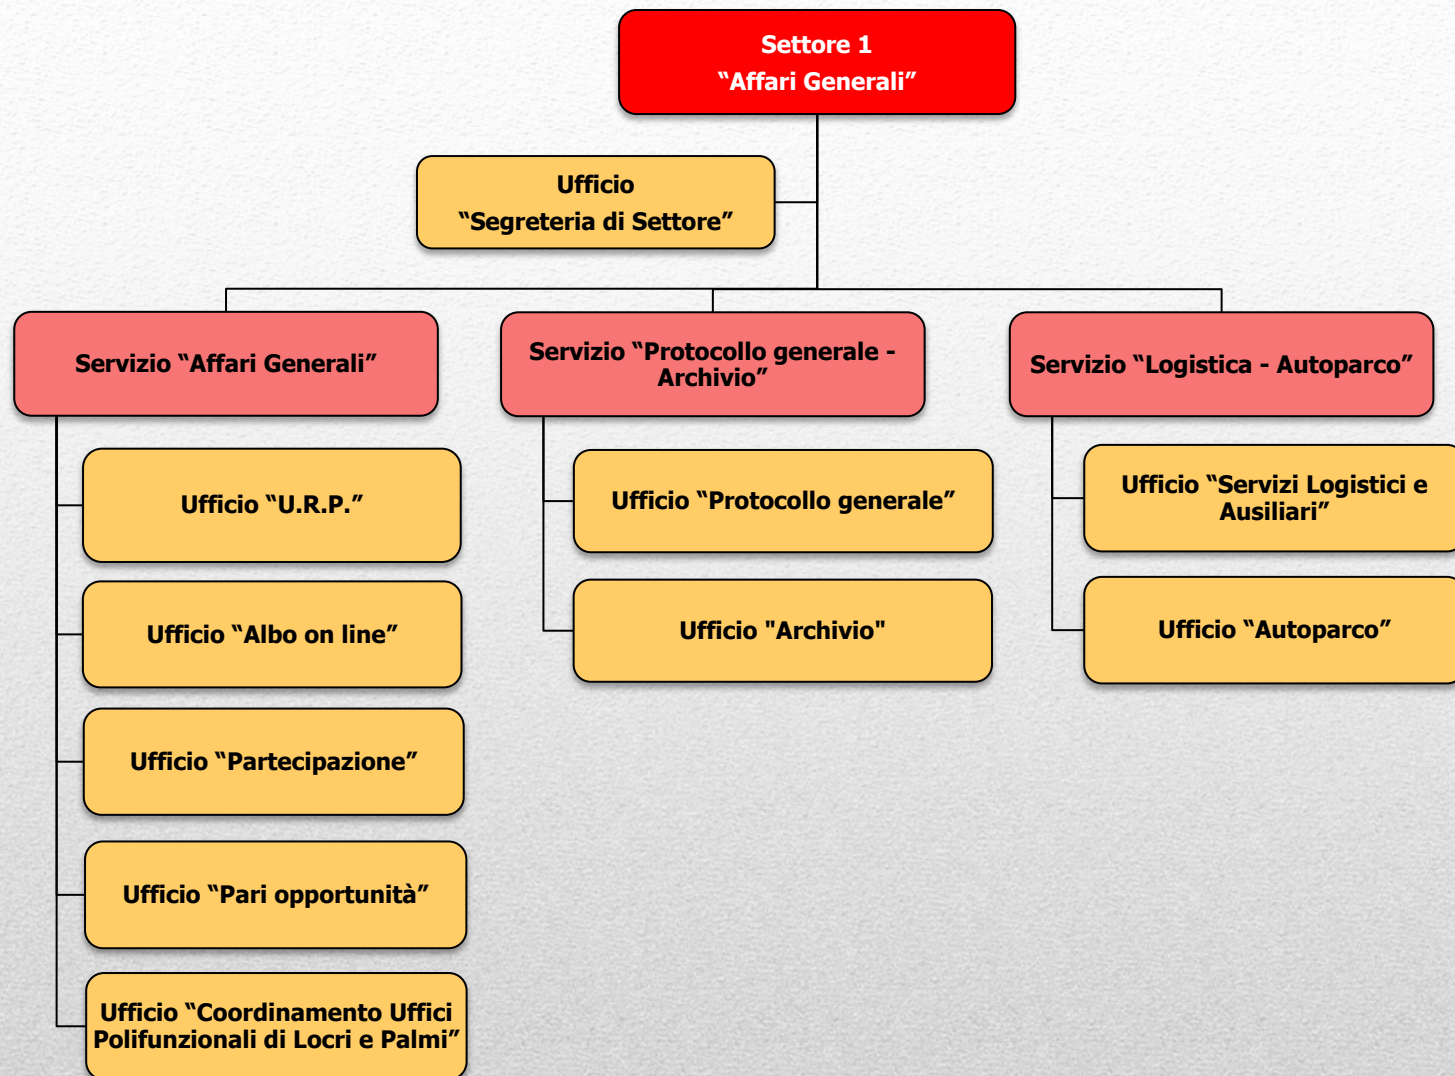 Settore 1
“Affari Generali”
Ufficio
“Segreteria di Settore”
Servizio “Affari Generali”
Ufficio “U.R.P.”
Ufficio “Albo on line”
Ufficio “Partecipazione”
Ufficio “Pari opportunità”
Ufficio “Coordinamento Uffici
Polifunzionali di Locri e Palmi”
Servizio “Protocollo generale -
Archivio”
Ufficio “Protocollo generale”
Ufficio "Archivio"
Servizio “Logistica - Autoparco”
Ufficio “Servizi Logistici e
Ausiliari”
Ufficio “Autoparco”